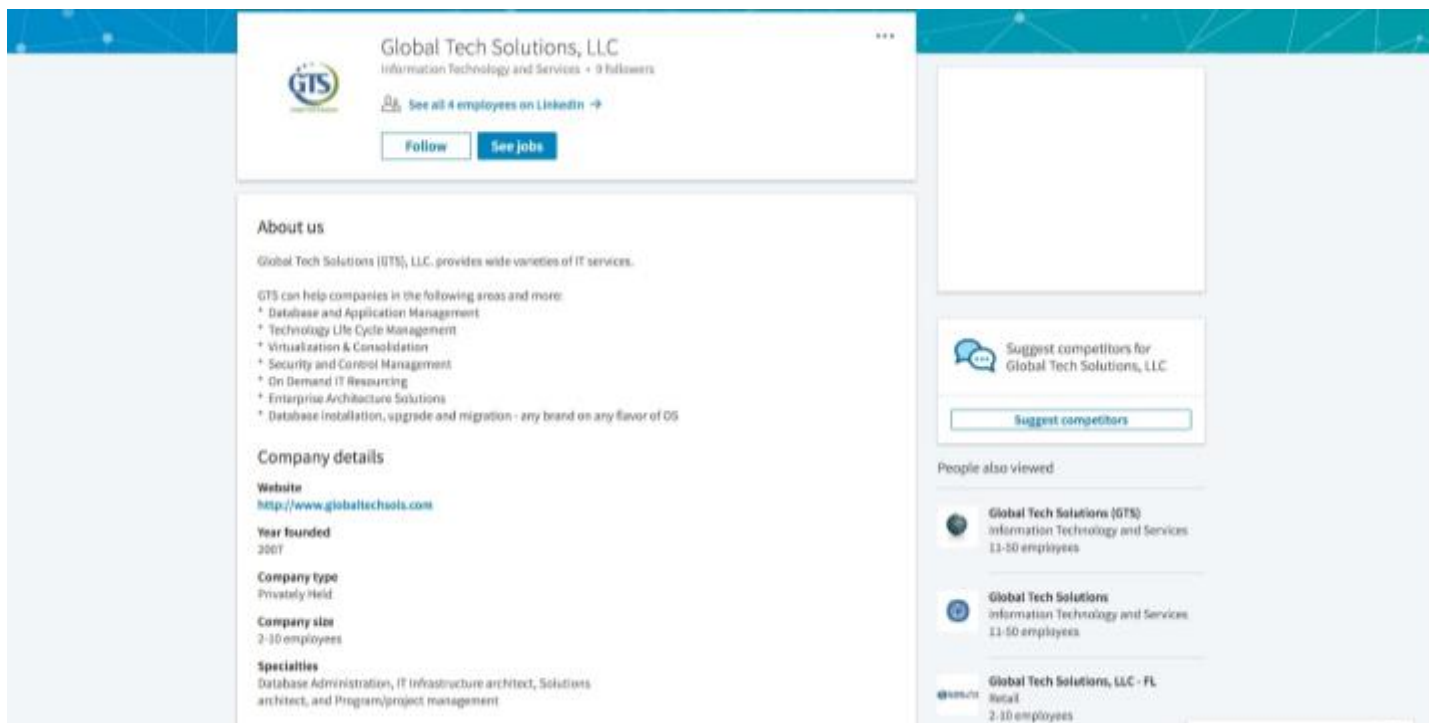 GTS
Global Tech Solutions, LLC
Information Technology and Services • 9 followers
See all 4 employees on LinkedIn →
Follow
See jobs
About us
Global Tech Solutions (GTS), LLC. provides wide varieties of IT services.
GTS can help companies in the following areas and more:
* Database and Application Management
* Technology Life Cycle Management
* Virtualization & Consolidation
* Security and Control Management
* On Demand IT Resourcing
* Enterprise Architecture Solutions
* Database installation, upgrade and migration - any brand on any flavor of OS
Company details
Website
http://www.globaltechsols.com
Year founded
2007
Company type
Privately Held
Company size
2-10 employees
Specialties
Database Administration, IT Infrastructure architect, Solutions
architect, and Program/project management
Suggest competitors for
Global Tech Solutions, LLC
Suggest competitors
People also viewed
Global Tech Solutions (GTS)
Information Technology and Services
11-50 employees
Global Tech Solutions
Information Technology and Services
11-50 employees
Global Tech Solutions, LLC - FL
Retail
2-10 employees